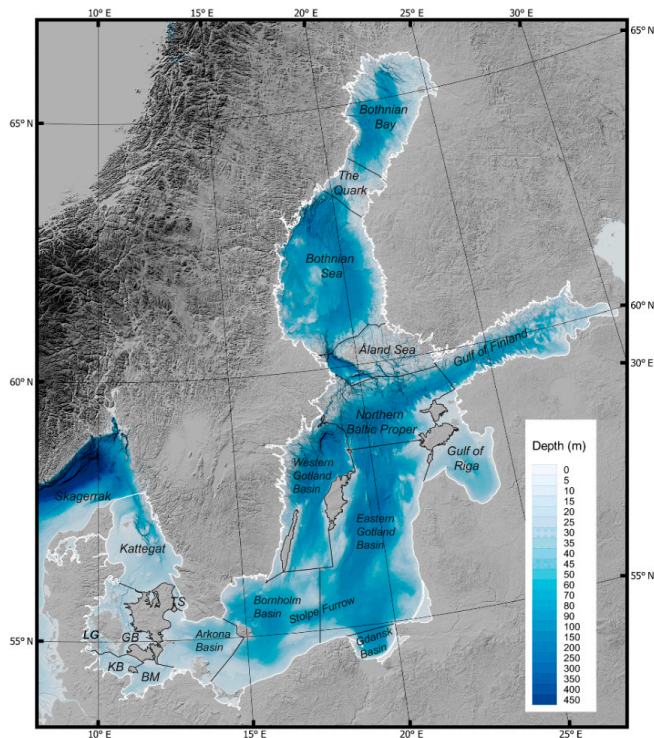 10° E
15° E
20° E
25° E
30° E
65° N
65° N
Bothnian
Bay
The
Quark
Bothnian
Sea
60° N
Åland Sea
Gulf of Finland
30° E
60° N
Northern
Baltic Proper
Western
Gotland
Basin
Gulf of
Riga
Depth (m)
0
5
10
15
20
25
30
35
40
45
50
60
70
80
90
100
150
200
250
300
350
400
450
Skagerrak
Eastern
Gotland
Basin
Kattegat
55° N
TS
Bornholm
Basin
Stolpe Furrow
LG
GB
Arkona
Basin
Gdansk
Basin
55° N
KB
BM
10° E
15° E
20° E
25° E